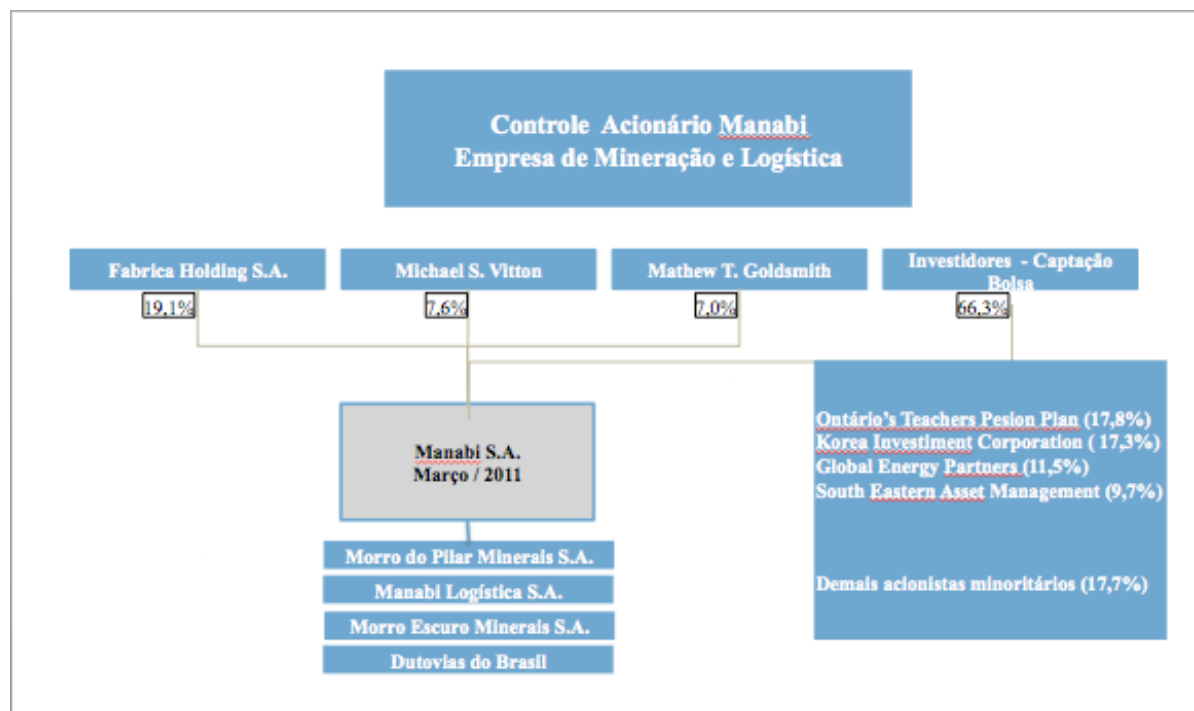 Controle Acionário Manabi
Empresa de Mineração e Logística
Fabrica Holding S.A.
Michael S. Vitton
Mathew T. Goldsmith
Investidores - Captação
Bolsa
19,1%
7,6%
7,0%
66,3%
Manabi S.A.
Março / 2011
Ontário's Teachers Pesion Plan (17,8%)
Korea Investiment Corporation ( 17,3%)
Global Energy Partners (11,5%)
South Eastern Asset Management (9,7%)
Demais acionistas minoritários (17,7%)
Morro do Pilar Minerais S.A.
Manabi Logística S.A.
Morro Escuro Minerais S.A.
Dutovias do Brasil